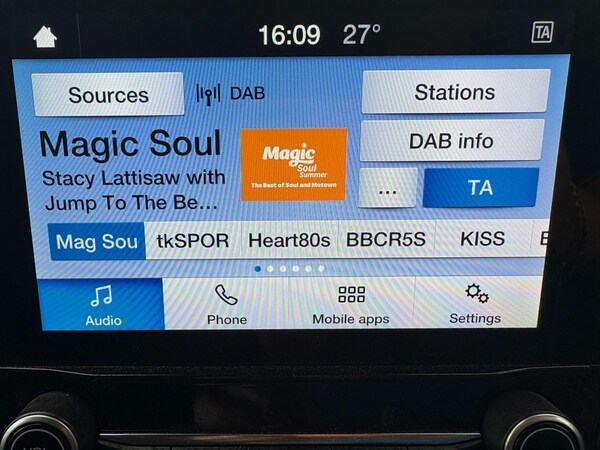 16:09 27° TA
Sources
DAB
Stations
Magic Soul
Stacy Lattisaw with
Jump To The Be...
Magic
Soul
Summer
The Best of Soul and Motown
DAB info
...
TA
Mag Sou tkSPOR Heart80s BBCR5S KISS
Audio Phone Mobile apps Settings